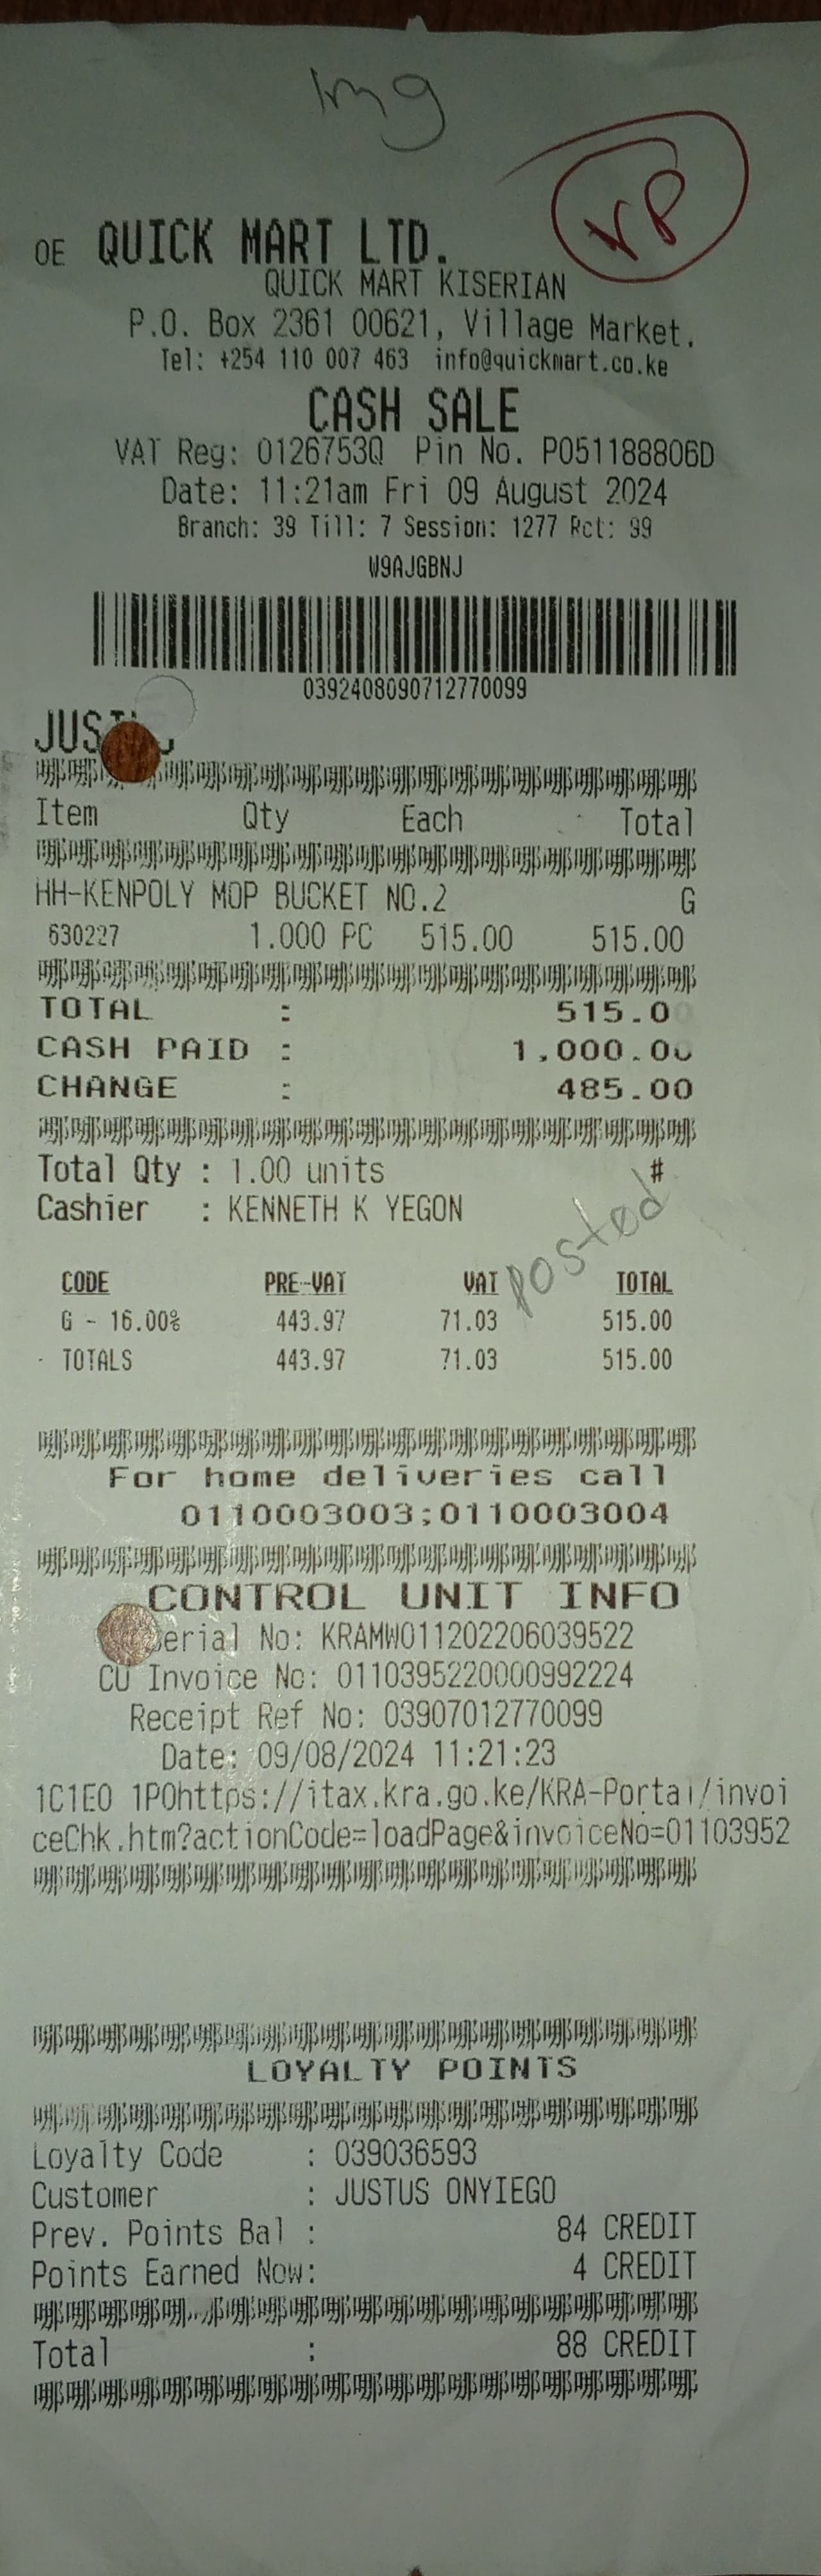 Img
VP
OE QUICK MART LTD.
QUICK MART KISERIAN
P.O. Box 2361 00621, Village Market.
Tel: +254 110 007 463 info@quickmart.co.ke
CASH SALE
VAT Reg: 0126753Q Pin No. P051188806D
Date: 11:21am Fri 09 August 2024
Branch: 39 Till: 7 Session: 1277 Rct: 99
W9AJGBNJ
0392408090712770099
Item Qty Each Total
HH-KENPOLY MOP BUCKET NO.2 G
630227 1.000 PC 515.00 515.00
TOTAL : 515.00
CASH PAID : 1,000.00
CHANGE : 485.00
Total Qty : 1.00 units #
Cashier : KENNETH K YEGON
posted
CODE PRE-VAT VAT TOTAL
G - 16.00% 443.97 71.03 515.00
TOTALS 443.97 71.03 515.00
For home deliveries call
0110003003;0110003004
CONTROL UNIT INFO
erial No: KRAMW011202206039522
CU Invoice No: 0110395220000992224
Receipt Ref No: 03907012770099
Date: 09/08/2024 11:21:23
1C1E0 1P0https://itax.kra.go.ke/KRA-Portal/invoi
ceChk.htm?actionCode=loadPage&invoiceNo=01103952
LOYALTY POINTS
Loyalty Code : 039036593
Customer : JUSTUS ONYIEGO
Prev. Points Bal : 84 CREDIT
Points Earned Now: 4 CREDIT
Total : 88 CREDIT